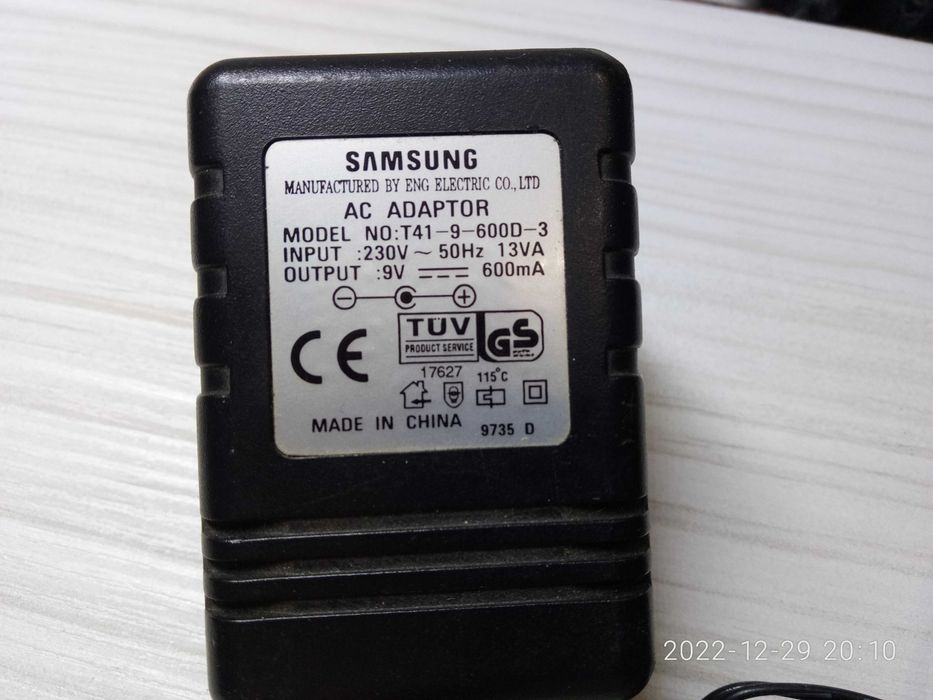 SAMSUNG
MANUFACTURED BY ENG ELECTRIC CO.,LTD
AC ADAPTOR
MODEL NO:T41-9-600D-3
INPUT :230V ~ 50Hz 13VA
OUTPUT :9V ⎓ 600mA
CE TÜV GS
PRODUCT SERVICE
17627 115°C
MADE IN CHINA 9735 D
2022-12-29 20:10